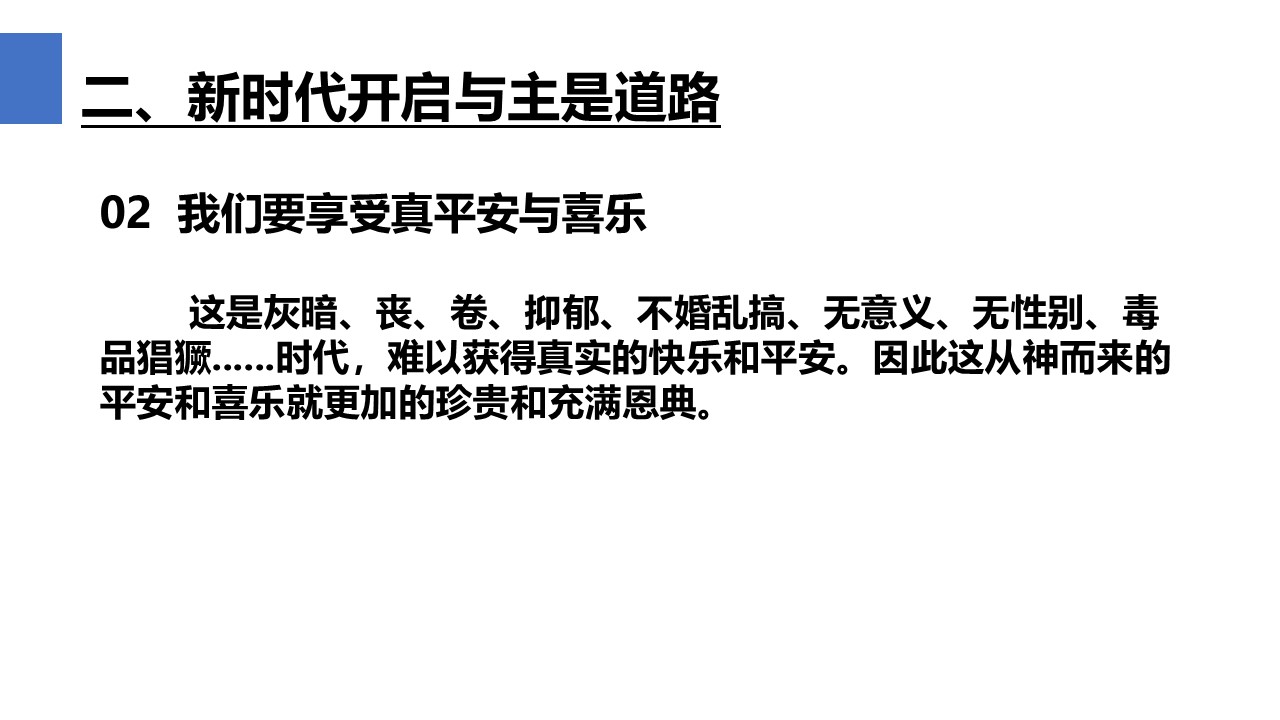 二、新时代开启与主是道路
02 我们要享受真平安与喜乐
这是灰暗、丧、卷、抑郁、不婚乱搞、无意义、无性别、毒
品猖獗......时代，难以获得真实的快乐和平安。因此这从神而来的
平安和喜乐就更加的珍贵和充满恩典。